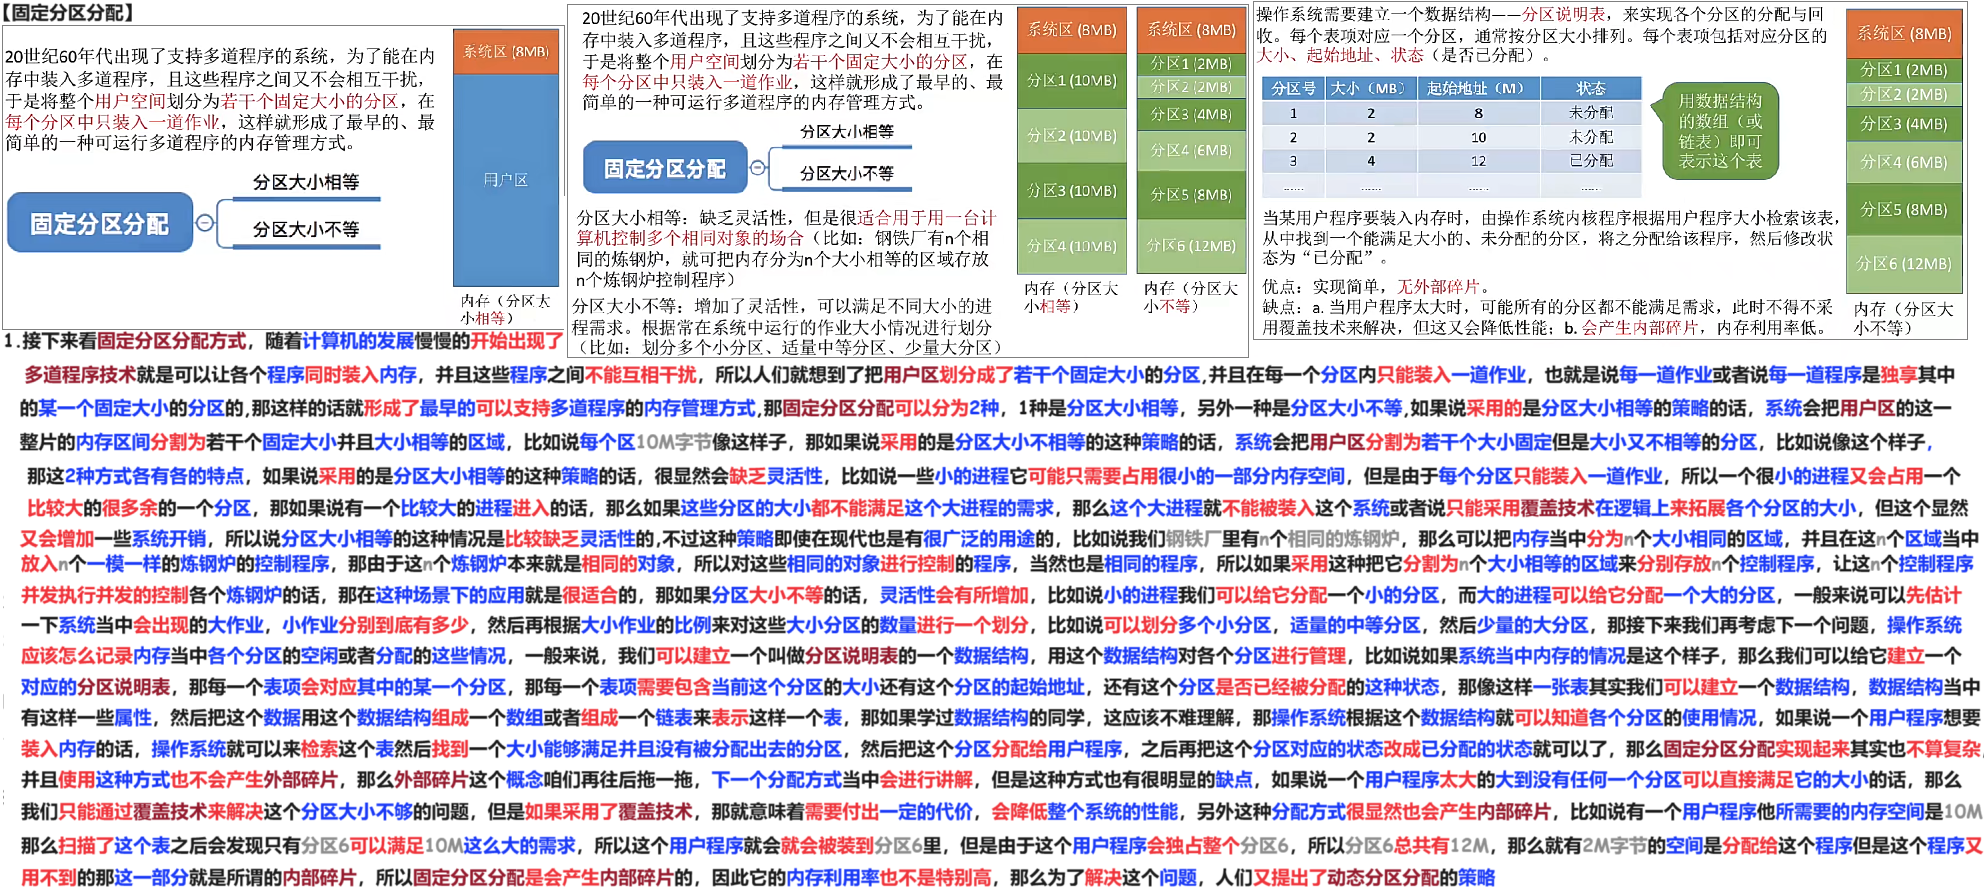 【固定分区分配】
20世纪60年代出现了支持多道程序的系统，为了能在内
存中装入多道程序，且这些程序之间又不会相互干扰，
于是将整个用户空间划分为若干个固定大小的分区，在
每个分区中只装入一道作业，这样就形成了最早的、最
简单的一种可运行多道程序的内存管理方式。
固定分区分配
分区大小相等
分区大小不等
系统区 (8MB)
用户区
内存（分区大
小相等）
20世纪60年代出现了支持多道程序的系统，为了能在内
存中装入多道程序，且这些程序之间又不会相互干扰，
于是将整个用户空间划分为若干个固定大小的分区，在
每个分区中只装入一道作业，这样就形成了最早的、最
简单的一种可运行多道程序的内存管理方式。
固定分区分配
分区大小相等
分区大小不等
分区大小相等：缺乏灵活性，但是很适合用于用一台计
算机控制多个相同对象的场合（比如：钢铁厂有n个相
同的炼钢炉，就可把内存分为n个大小相等的区域存放
n个炼钢炉控制程序）
分区大小不等：增加了灵活性，可以满足不同大小的进
程需求。根据常在系统中运行的作业大小情况进行划分
（比如：划分多个小分区、适量中等分区、少量大分区）
系统区 (8MB)
分区1 (10MB)
分区2 (10MB)
分区3 (10MB)
分区4 (10MB)
内存（分区大
小相等）
系统区 (8MB)
分区1 (2MB)
分区2 (2MB)
分区3 (4MB)
分区4 (6MB)
分区5 (8MB)
分区6 (12MB)
内存（分区大
小不等）
操作系统需要建立一个数据结构——分区说明表，来实现各个分区的分配与回
收。每个表项对应一个分区，通常按分区大小排列。每个表项包括对应分区的
大小、起始地址、状态（是否已分配）。
分区号 大小（MB） 起始地址（M） 状态
1 2 8 未分配
2 2 10 未分配
3 4 12 已分配
...... ...... ...... ......
用数据结构
的数组（或
链表）即可
表示这个表
当某用户程序要装入内存时，由操作系统内核程序根据用户程序大小检索该表，
从中找到一个能满足大小的、未分配的分区，将之分配给该程序，然后修改状
态为“已分配”。
优点：实现简单，无外部碎片。
缺点：a. 当用户程序太大时，可能所有的分区都不能满足需求，此时不得不采
用覆盖技术来解决，但这又会降低性能；b. 会产生内部碎片，内存利用率低。
系统区 (8MB)
分区1 (2MB)
分区2 (2MB)
分区3 (4MB)
分区4 (6MB)
分区5 (8MB)
分区6 (12MB)
内存（分区大
小不等）
1.接下来看固定分区分配方式，随着计算机的发展慢慢的开始出现了
多道程序技术就是可以让各个程序同时装入内存，并且这些程序之间不能互相干扰，所以人们就想到了把用户区划分成了若干个固定大小的分区,并且在每一个分区内只能装入一道作业，也就是说每一道作业或者说每一道程序是独享其中
的某一个固定大小的分区的,那这样的话就形成了最早的可以支持多道程序的内存管理方式,那固定分区分配可以分为2种，1种是分区大小相等，另外一种是分区大小不等,如果说采用的是分区大小相等的策略的话，系统会把用户区的这一
整片的内存区间分割为若干个固定大小并且大小相等的区域，比如说每个区10M字节像这样子，那如果说采用的是分区大小不相等的这种策略的话，系统会把用户区分割为若干个大小固定但是大小又不相等的分区，比如说像这个样子，
那这2种方式各有各的特点，如果说采用的是分区大小相等的这种策略的话，很显然会缺乏灵活性，比如说一些小的进程它可能只需要占用很小的一部分内存空间，但是由于每个分区只能装入一道作业，所以一个很小的进程又会占用一个
比较大的很多余的一个分区，那如果说有一个比较大的进程进入的话，那么如果这些分区的大小都不能满足这个大进程的需求，那么这个大进程就不能被装入这个系统或者说只能采用覆盖技术在逻辑上来拓展各个分区的大小，但这个显然
又会增加一些系统开销，所以说分区大小相等的这种情况是比较缺乏灵活性的,不过这种策略即使在现代也是有很广泛的用途的，比如说我们钢铁厂里有n个相同的炼钢炉，那么可以把内存当中分为n个大小相同的区域，并且在这n个区域当中
放入n个一模一样的炼钢炉的控制程序，那由于这n个炼钢炉本来就是相同的对象，所以对这些相同的对象进行控制的程序，当然也是相同的程序，所以如果采用这种把它分割为n个大小相等的区域来分别存放n个控制程序，让这n个控制程序
并发执行并发的控制各个炼钢炉的话，那在这种场景下的应用就是很适合的，那如果分区大小不等的话，灵活性会有所增加，比如说小的进程我们可以给它分配一个小的分区，而大的进程可以给它分配一个大的分区，一般来说可以先估计
一下系统当中会出现的大作业，小作业分别到底有多少，然后再根据大小作业的比例来对这些大小分区的数量进行一个划分，比如说可以划分多个小分区，适量的中等分区，然后少量的大分区，那接下来我们再考虑下一个问题，操作系统
应该怎么记录内存当中各个分区的空闲或者分配的这些情况，一般来说，我们可以建立一个叫做分区说明表的一个数据结构，用这个数据结构对各个分区进行管理，比如说如果系统当中内存的情况是这个样子，那么我们可以给它建立一个
对应的分区说明表，那每一个表项会对应其中的某一个分区，那每一个表项需要包含当前这个分区的大小还有这个分区的起始地址，还有这个分区是否已经被分配的这种状态，那像这样一张表其实我们可以建立一个数据结构，数据结构当中
有这样一些属性，然后把这个数据用这个数据结构组成一个数组或者组成一个链表来表示这样一个表，那如果学过数据结构的同学，这应该不难理解，那操作系统根据这个数据结构就可以知道各个分区的使用情况，如果说一个用户程序想要
装入内存的话，操作系统就可以来检索这个表然后找到一个大小能够满足并且没有被分配出去的分区，然后把这个分区分配给用户程序，之后再把这个分区对应的状态改成已分配的状态就可以了，那么固定分区分配实现起来其实也不算复杂，
并且使用这种方式也不会产生外部碎片，那么外部碎片这个概念咱们再往后拖一拖，下一个分配方式当中会进行讲解，但是这种方式也有很明显的缺点，如果说一个用户程序太大的大到没有任何一个分区可以直接满足它的大小的话，那么
我们只能通过覆盖技术来解决这个分区大小不够的问题，但是如果采用了覆盖技术，那就意味着需要付出一定的代价，会降低整个系统的性能，另外这种分配方式很显然也会产生内部碎片，比如说有一个用户程序他所需要的内存空间是10M
那么扫描了这个表之后会发现只有分区6可以满足10M这么大的需求，所以这个用户程序就会就会被装到分区6里，但是由于这个用户程序会独占整个分区6，所以分区6总共有12M，那么就有2M字节的空间是分配给这个程序但是这个程序又
用不到的那这一部分就是所谓的内部碎片，所以固定分区分配是会产生内部碎片的，因此它的内存利用率也不是特别高，那么为了解决这个问题，人们又提出了动态分区分配的策略